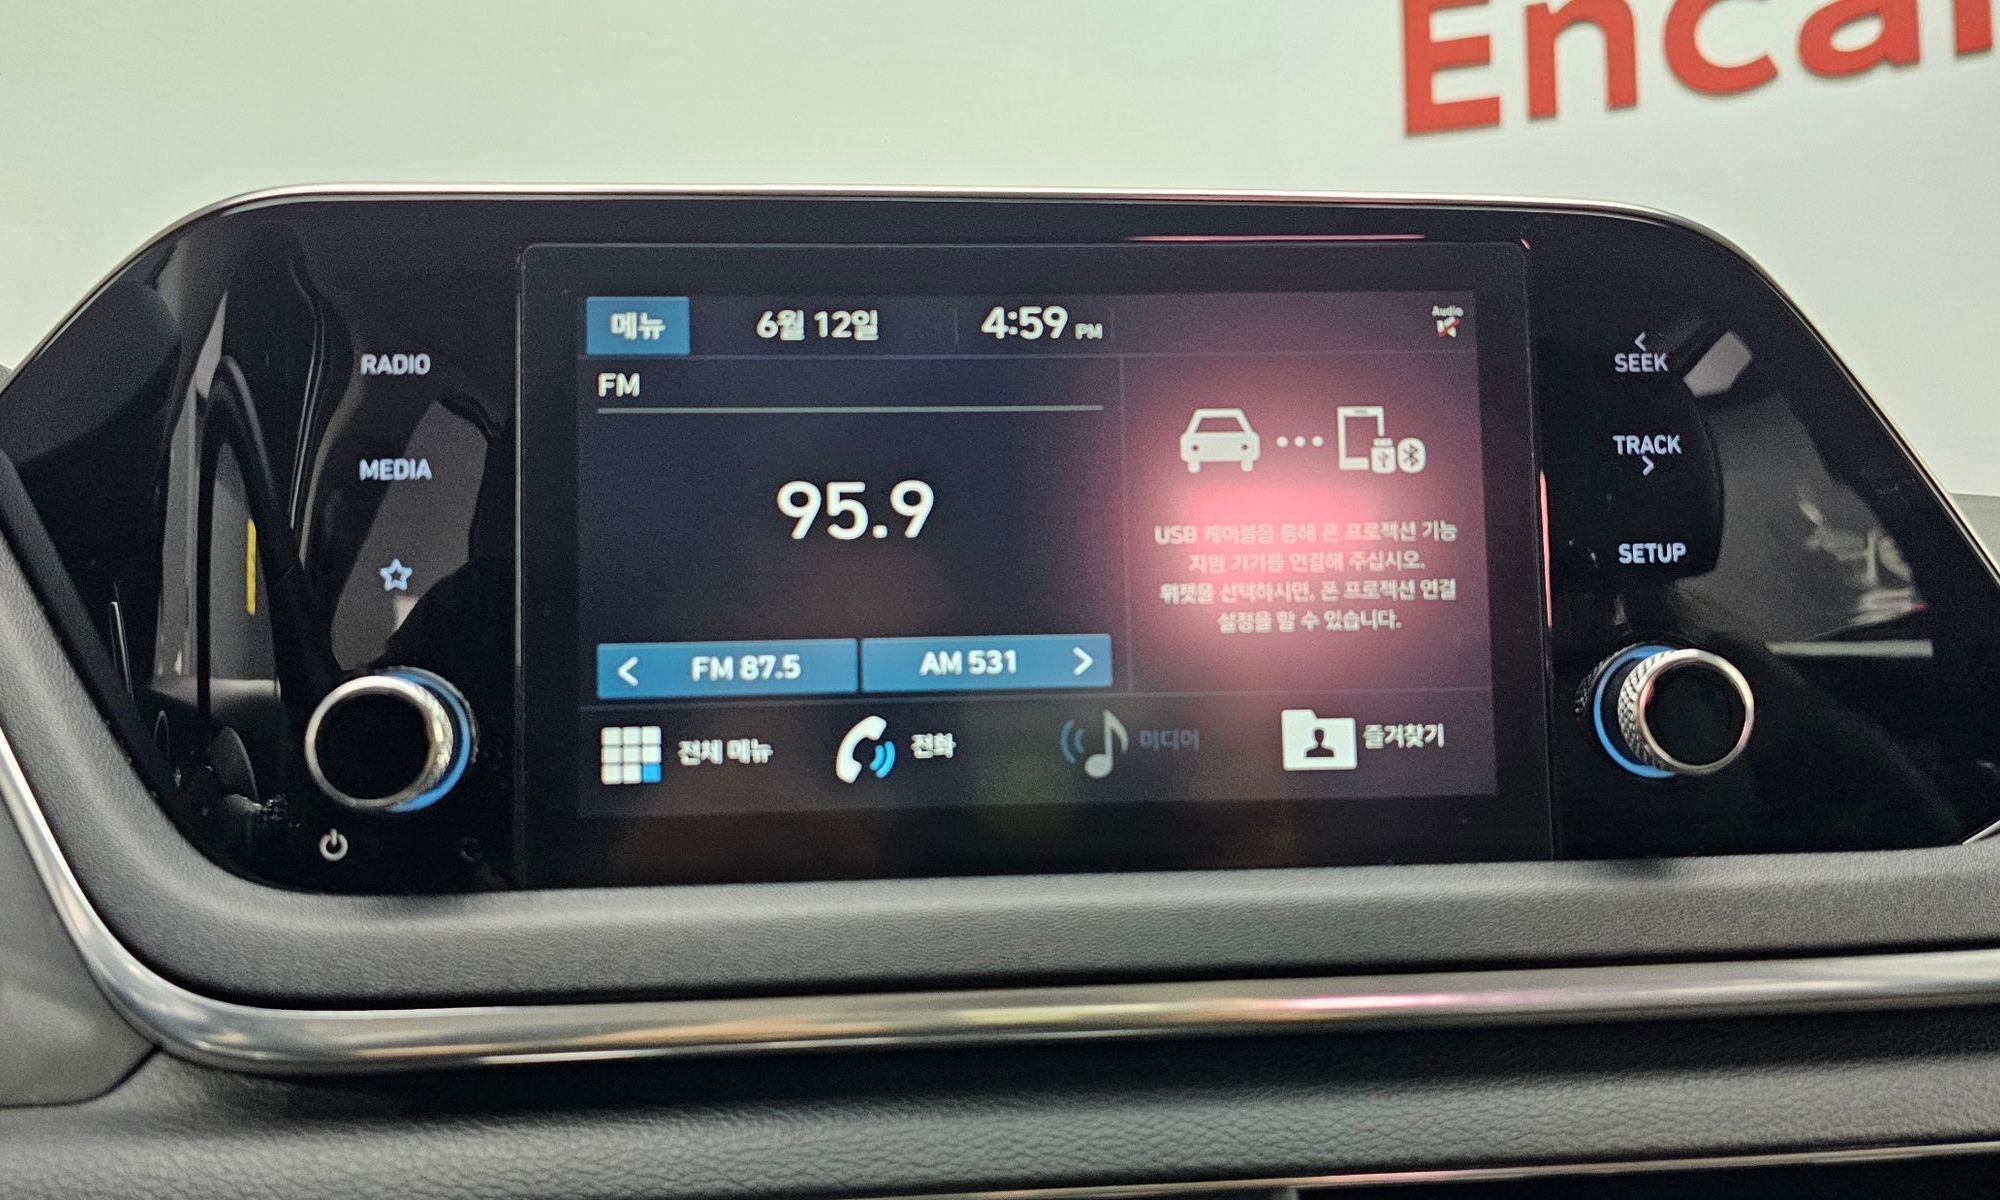 Encar
RADIO
MEDIA
메뉴
6월 12일
4:59 PM
Audio
FM
95.9
FM 87.5
AM 531
USB 케이블을 통해 폰 프로젝션 기능
지원 기기를 연결해 주십시오.
위젯을 선택하시면, 폰 프로젝션 연결
설정을 할 수 있습니다.
전체 메뉴
전화
미디어
즐겨찾기
SEEK
TRACK
SETUP